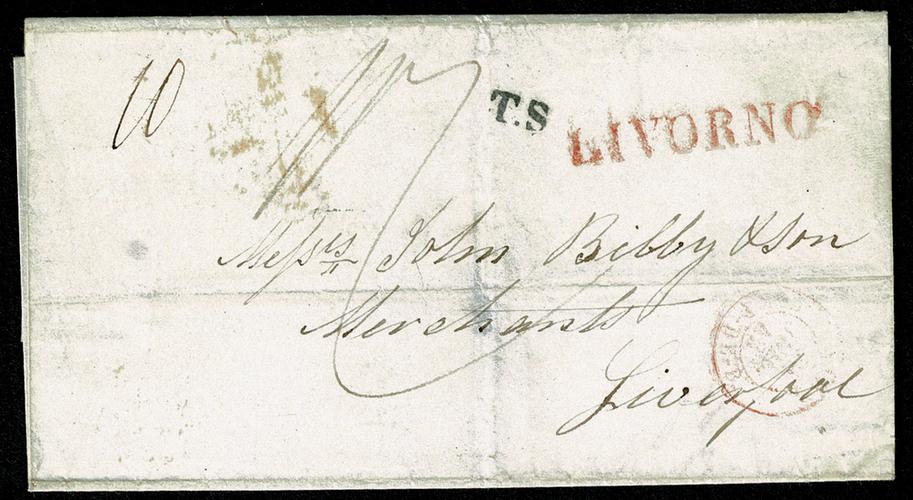 10
T.S
LIVORNO
Messrs John Bibby & Son
Merchants
Liverpool